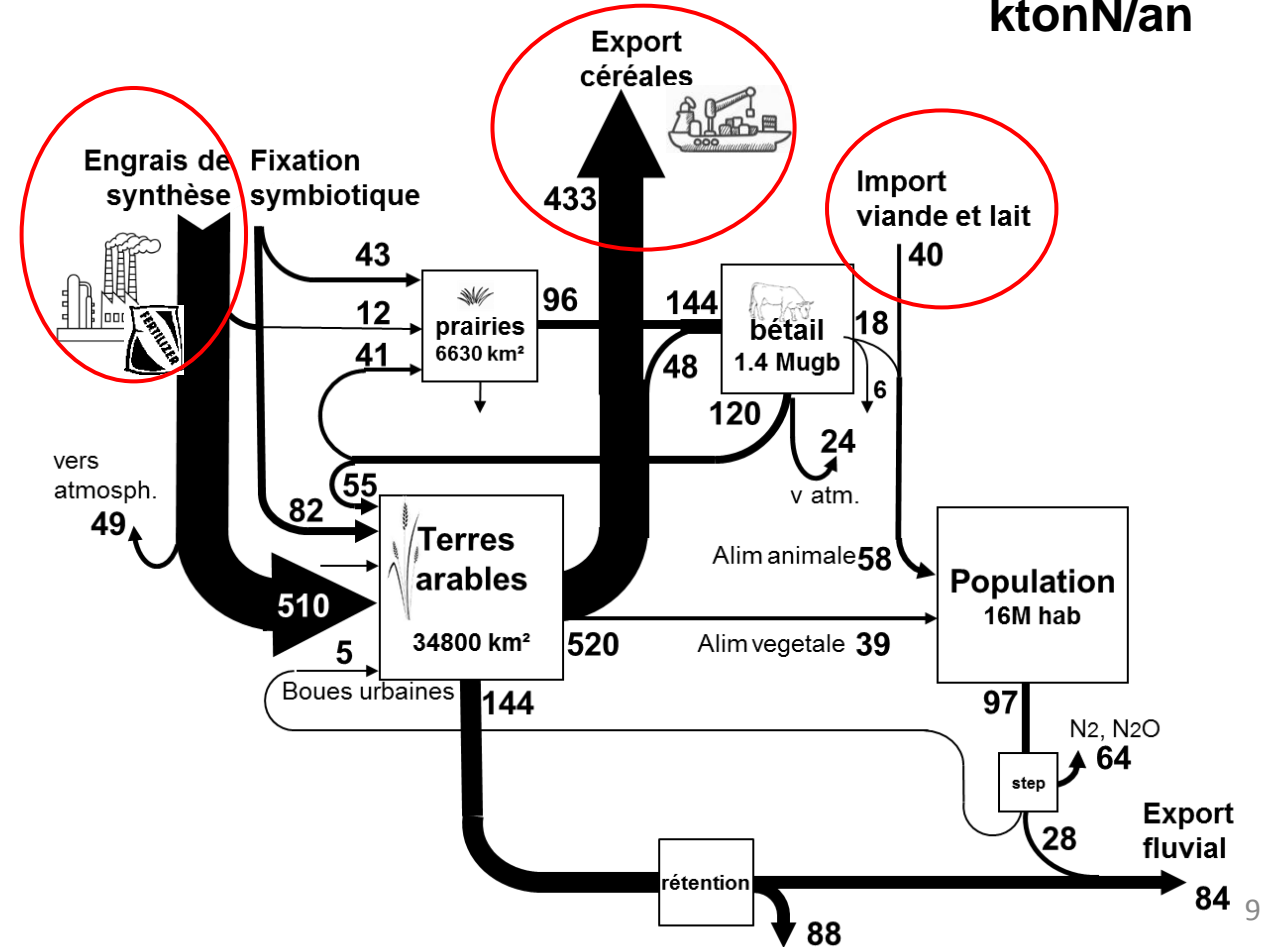 ktonN/an
Export
céréales
Engrais de
synthèse
Fixation
symbiotique
433
Import
viande et lait
40
43
12
41
FERTILIZER
prairies
6630 km²
96
144
48
bétail
1.4 Mugb
18
6
120
24
v atm.
vers
atmosph.
49
55
82
510
5
Boues urbaines
Terres
arables
34800 km²
520
144
Alim animale 58
Alim vegetale 39
Population
16M hab
97
N2, N2O
64
step
28
Export
fluvial
84
rétention
88
9